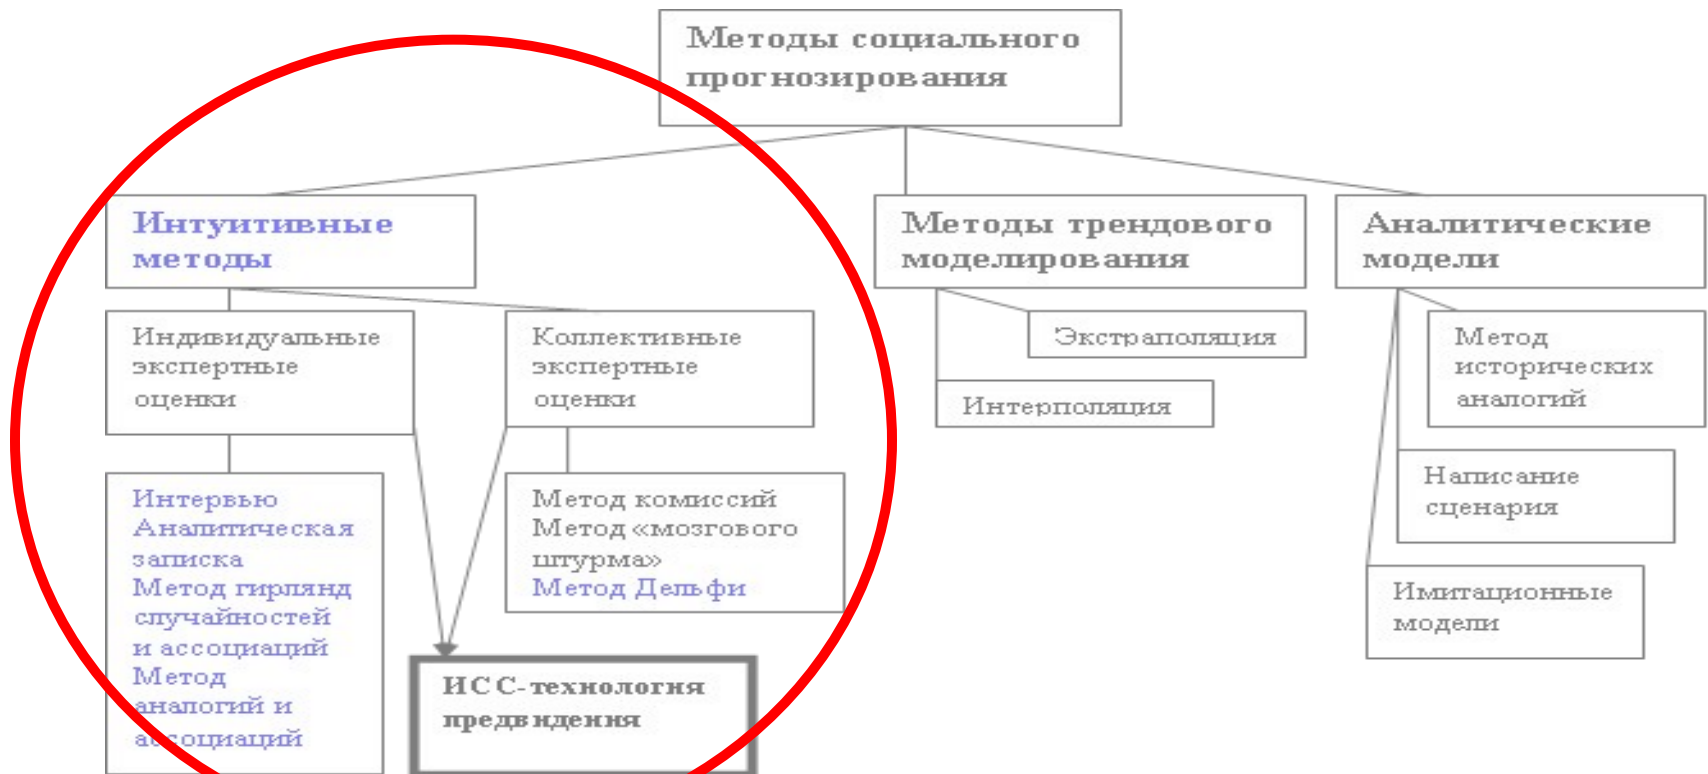 Методы социального
прогнозирования
Интуитивные
методы
Методы трендового
моделирования
Аналитические
модели
Индивидуальные
экспертные
оценки
Коллективные
экспертные
оценки
Экстраполяция
Интерполяция
Метод
исторических
аналогий
Интервью
Аналитическая
записка
Метод гирлянд
случайностей
и ассоциаций
Метод
аналогий и
ассоциаций
Метод комиссий
Метод «мозгового
штурма»
Метод Дельфи
Написание
сценария
Имитационные
модели
ИСС-технология
предвидения